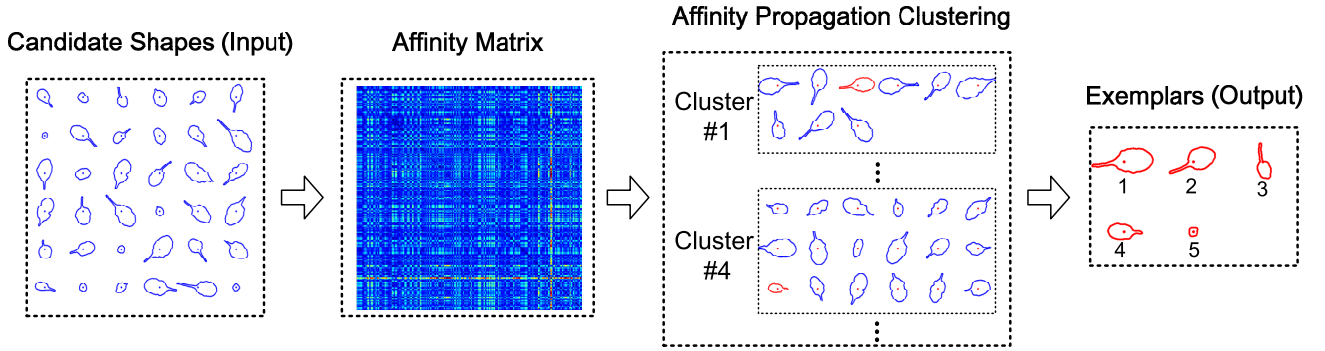 Candidate Shapes (Input)
Affinity Matrix
Affinity Propagation Clustering
Cluster
#1
Cluster
#4
Exemplars (Output)
1 2 3
4 5